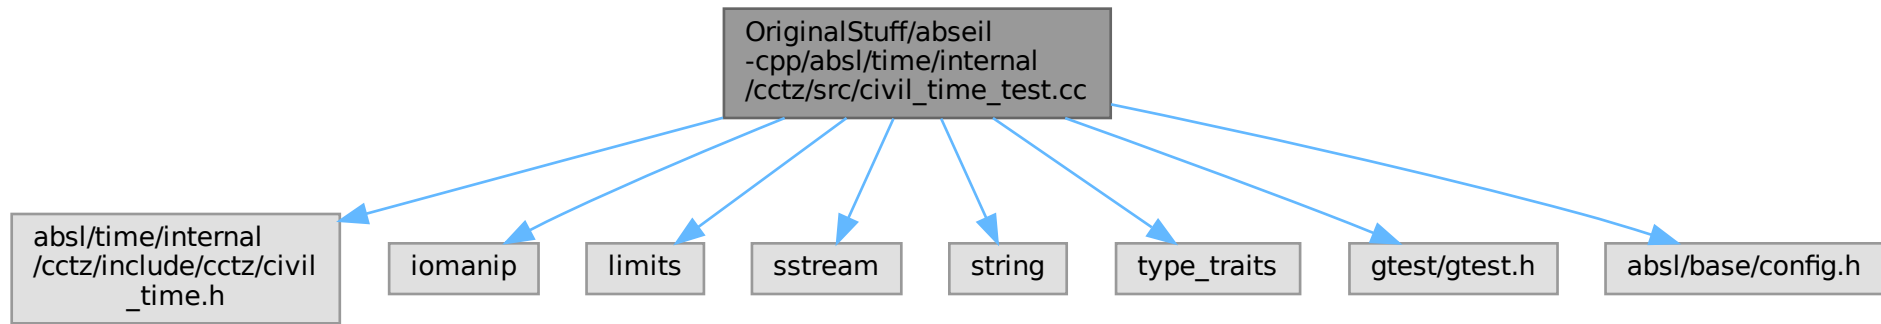 OriginalStuff/abseil
-cpp/absl/time/internal
/cctz/src/civil_time_test.cc
absl/time/internal
/cctz/include/cctz/civil
_time.h
iomanip
limits
sstream
string
type_traits
gtest/gtest.h
absl/base/config.h